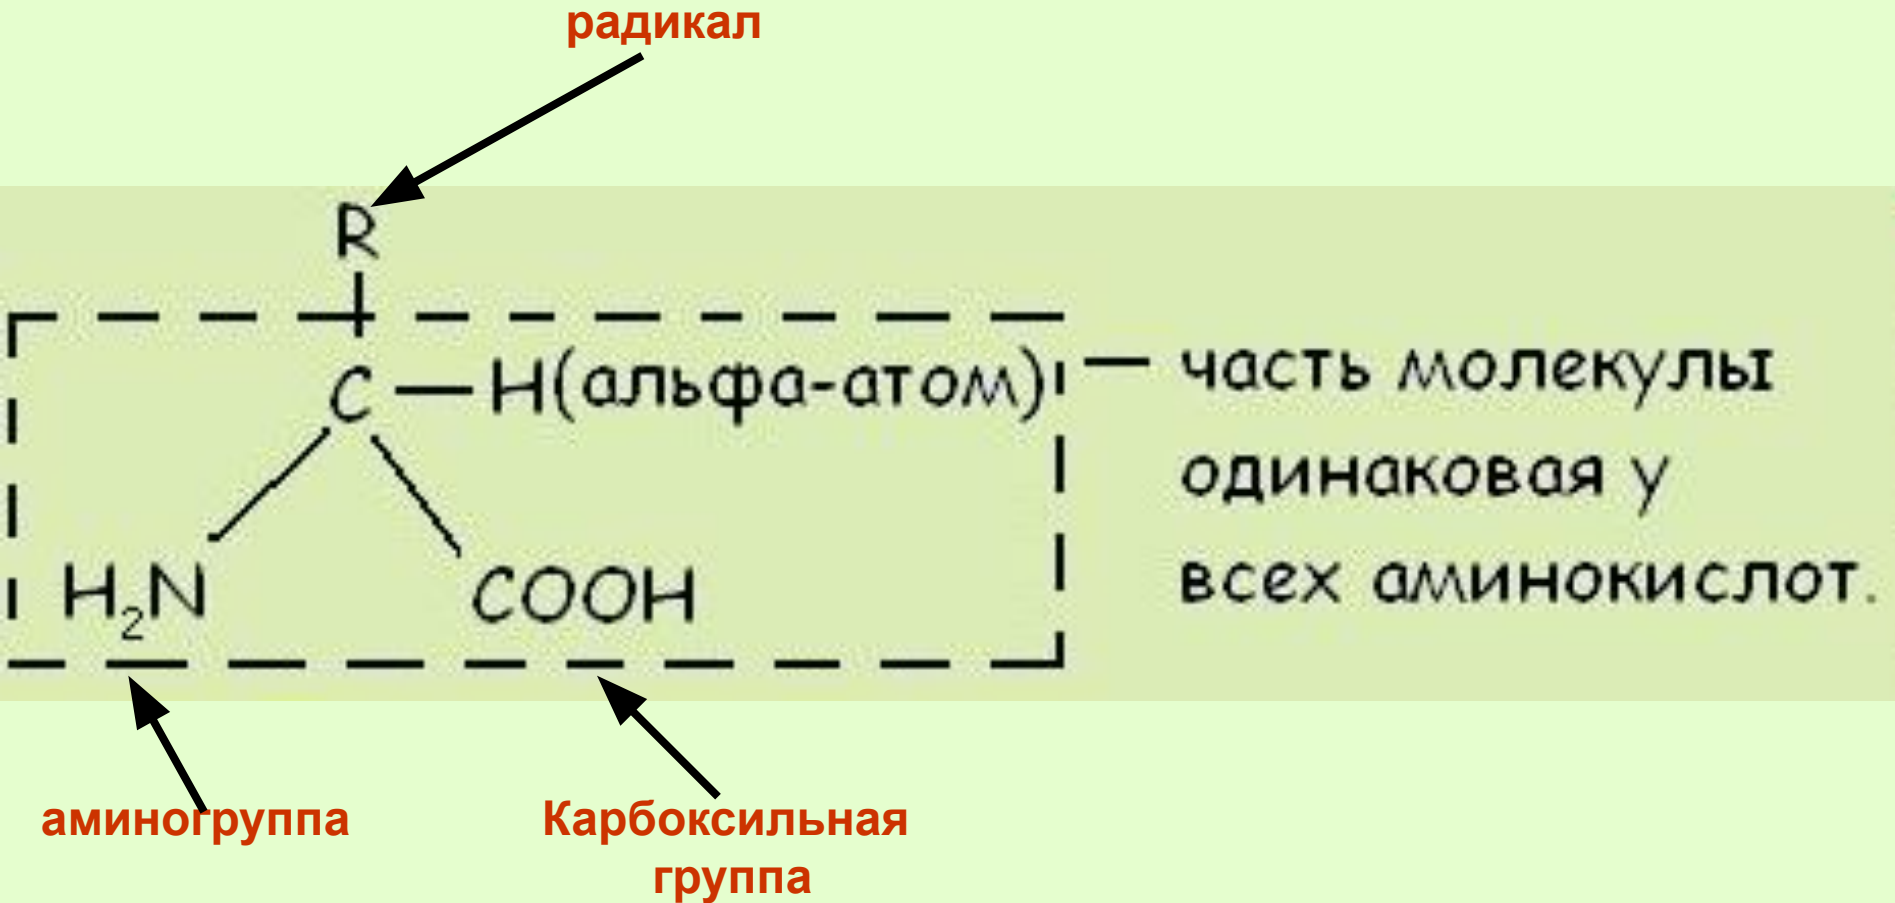 радикал
R
C — H(альфа-атом) — часть молекулы
одинаковая у
H₂N COOH всех аминокислот.
аминогруппа Карбоксильная
группа